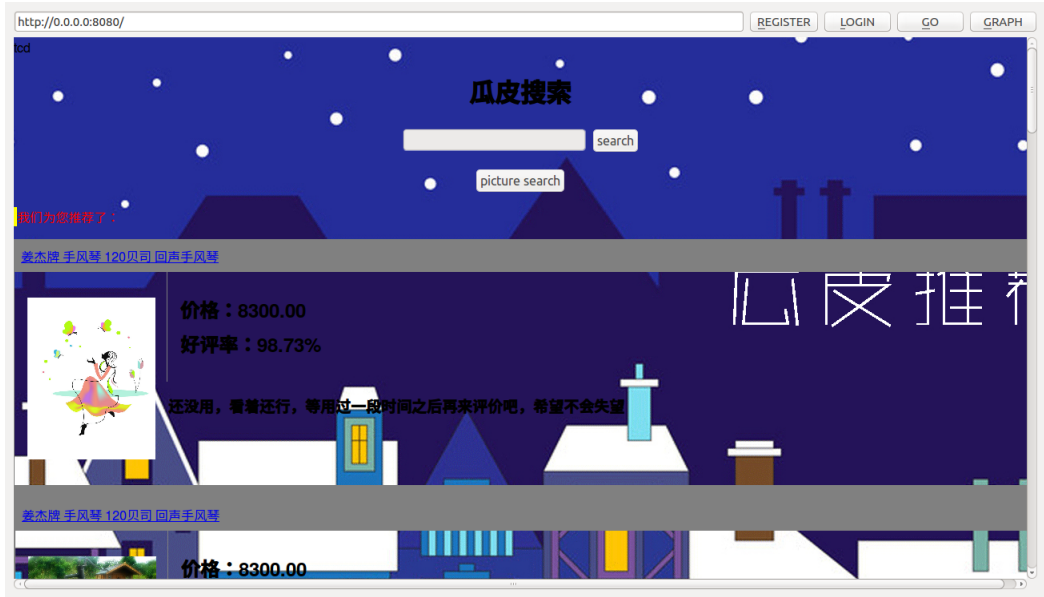 http://0.0.0.0:8080/ REGISTER LOGIN GO GRAPH
tcd
瓜皮搜索
search
picture search
我们为您推荐了：
姜杰牌 手风琴 120贝司 回声手风琴
瓜皮推荐
价格：8300.00
好评率：98.73%
还没用，看着还行，等用过一段时间之后再来评价吧，希望不会失望
姜杰牌 手风琴 120贝司 回声手风琴
价格：8300.00